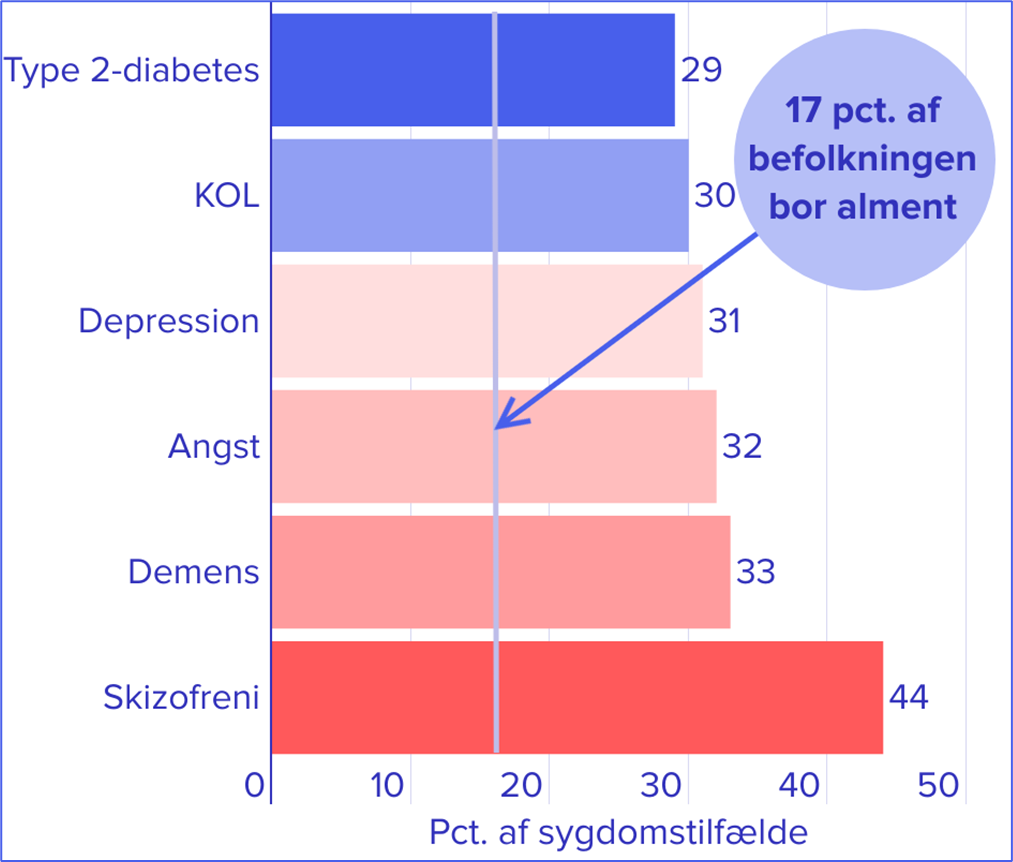 Type 2-diabetes 29
17 pct. af
befolkningen
bor alment
KOL 30
Depression 31
Angst 32
Demens 33
Skizofreni 44
0 10 20 30 40 50
Pct. af sygdomstilfælde